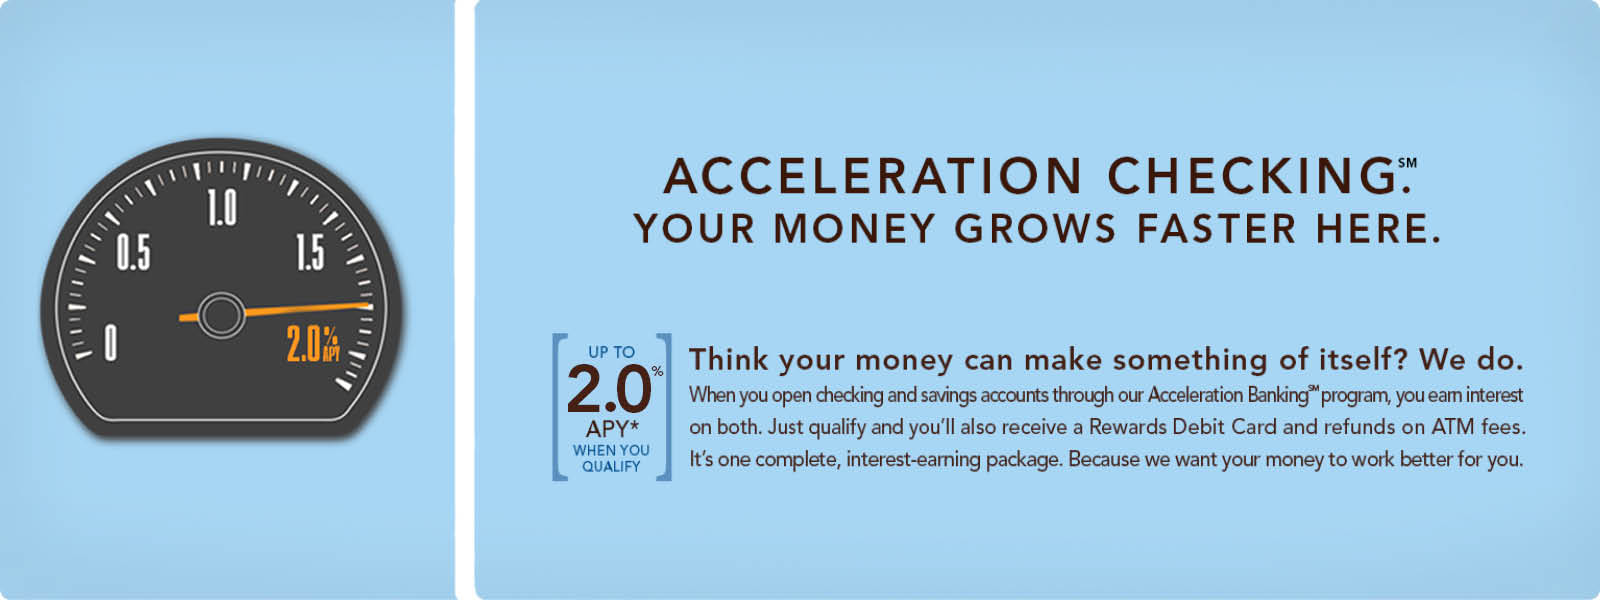 0
0.5
1.0
1.5
2.0% APY
ACCELERATION CHECKING.℠
YOUR MONEY GROWS FASTER HERE.
UP TO
2.0%
APY*
WHEN YOU
QUALIFY
Think your money can make something of itself? We do.
When you open checking and savings accounts through our Acceleration Banking℠ program, you earn interest
on both. Just qualify and you'll also receive a Rewards Debit Card and refunds on ATM fees.
It's one complete, interest-earning package. Because we want your money to work better for you.